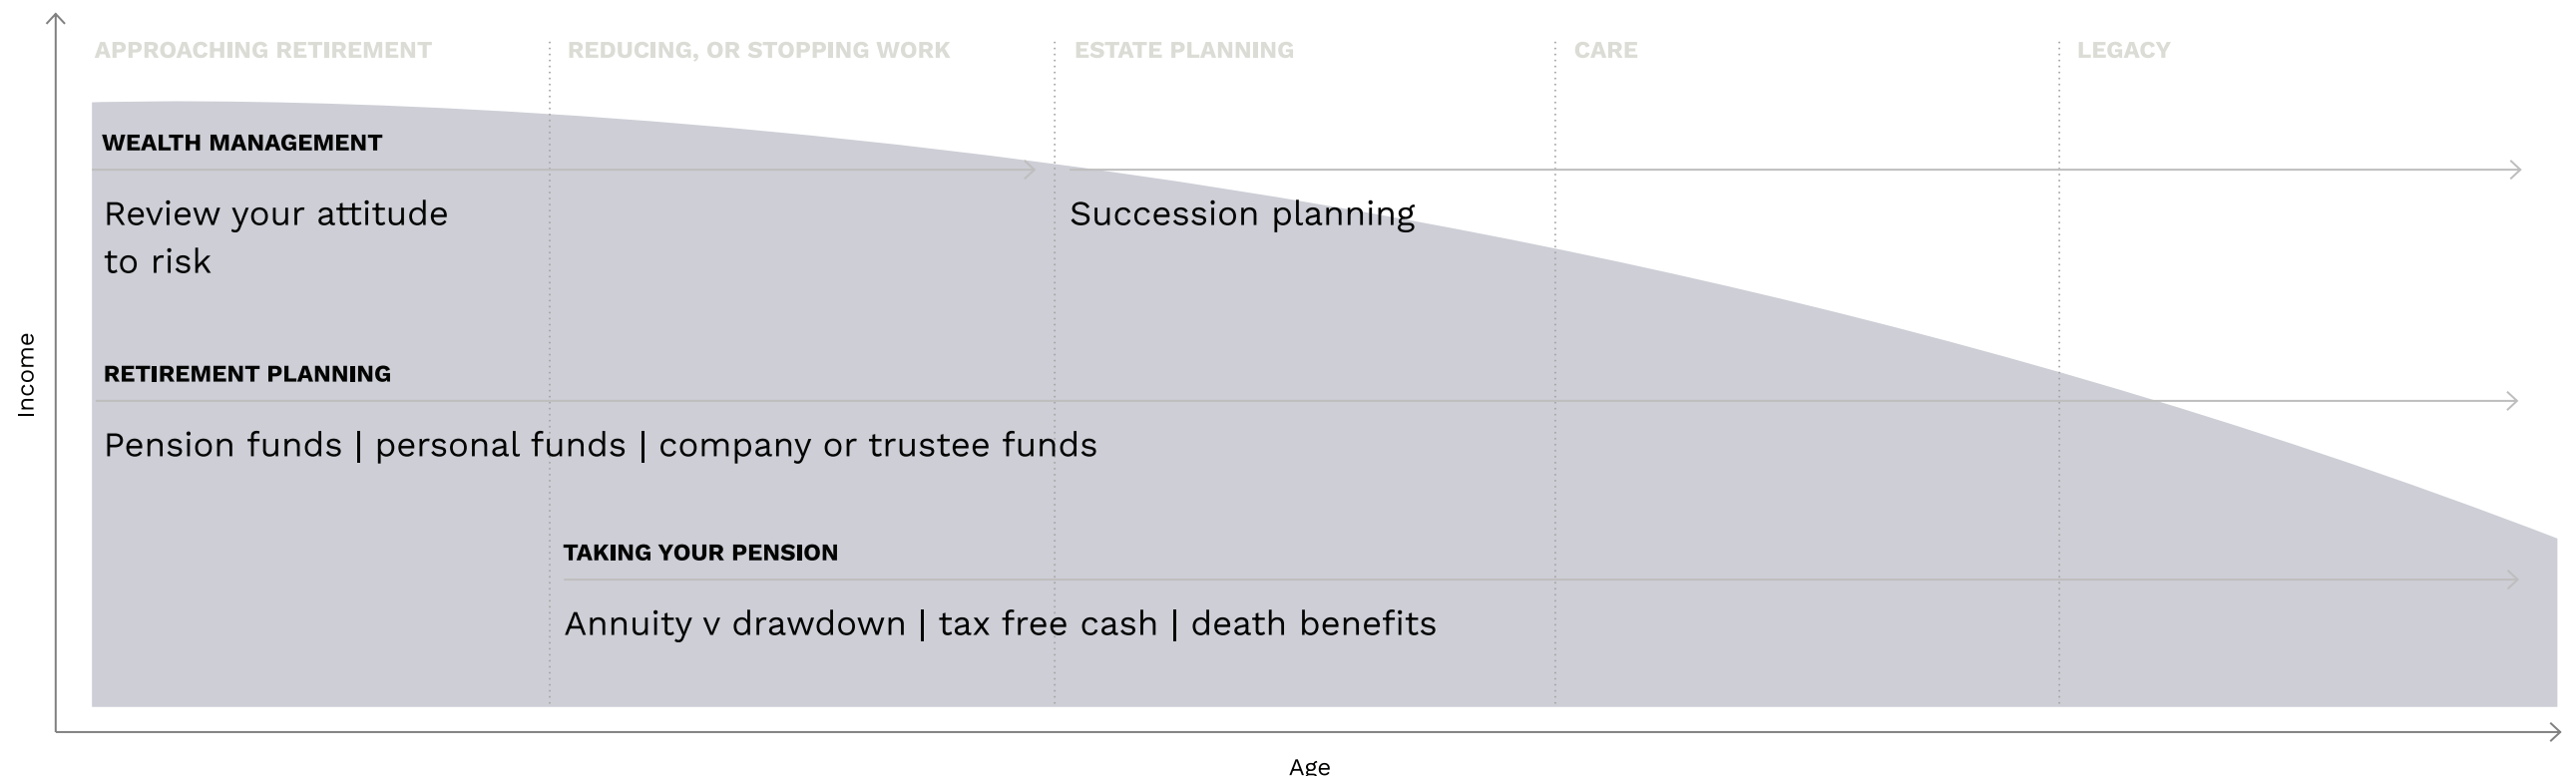 APPROACHING RETIREMENT
REDUCING, OR STOPPING WORK
ESTATE PLANNING
CARE
LEGACY
WEALTH MANAGEMENT
Review your attitude
to risk
Succession planning
Income
RETIREMENT PLANNING
Pension funds | personal funds | company or trustee funds
TAKING YOUR PENSION
Annuity v drawdown | tax free cash | death benefits
Age